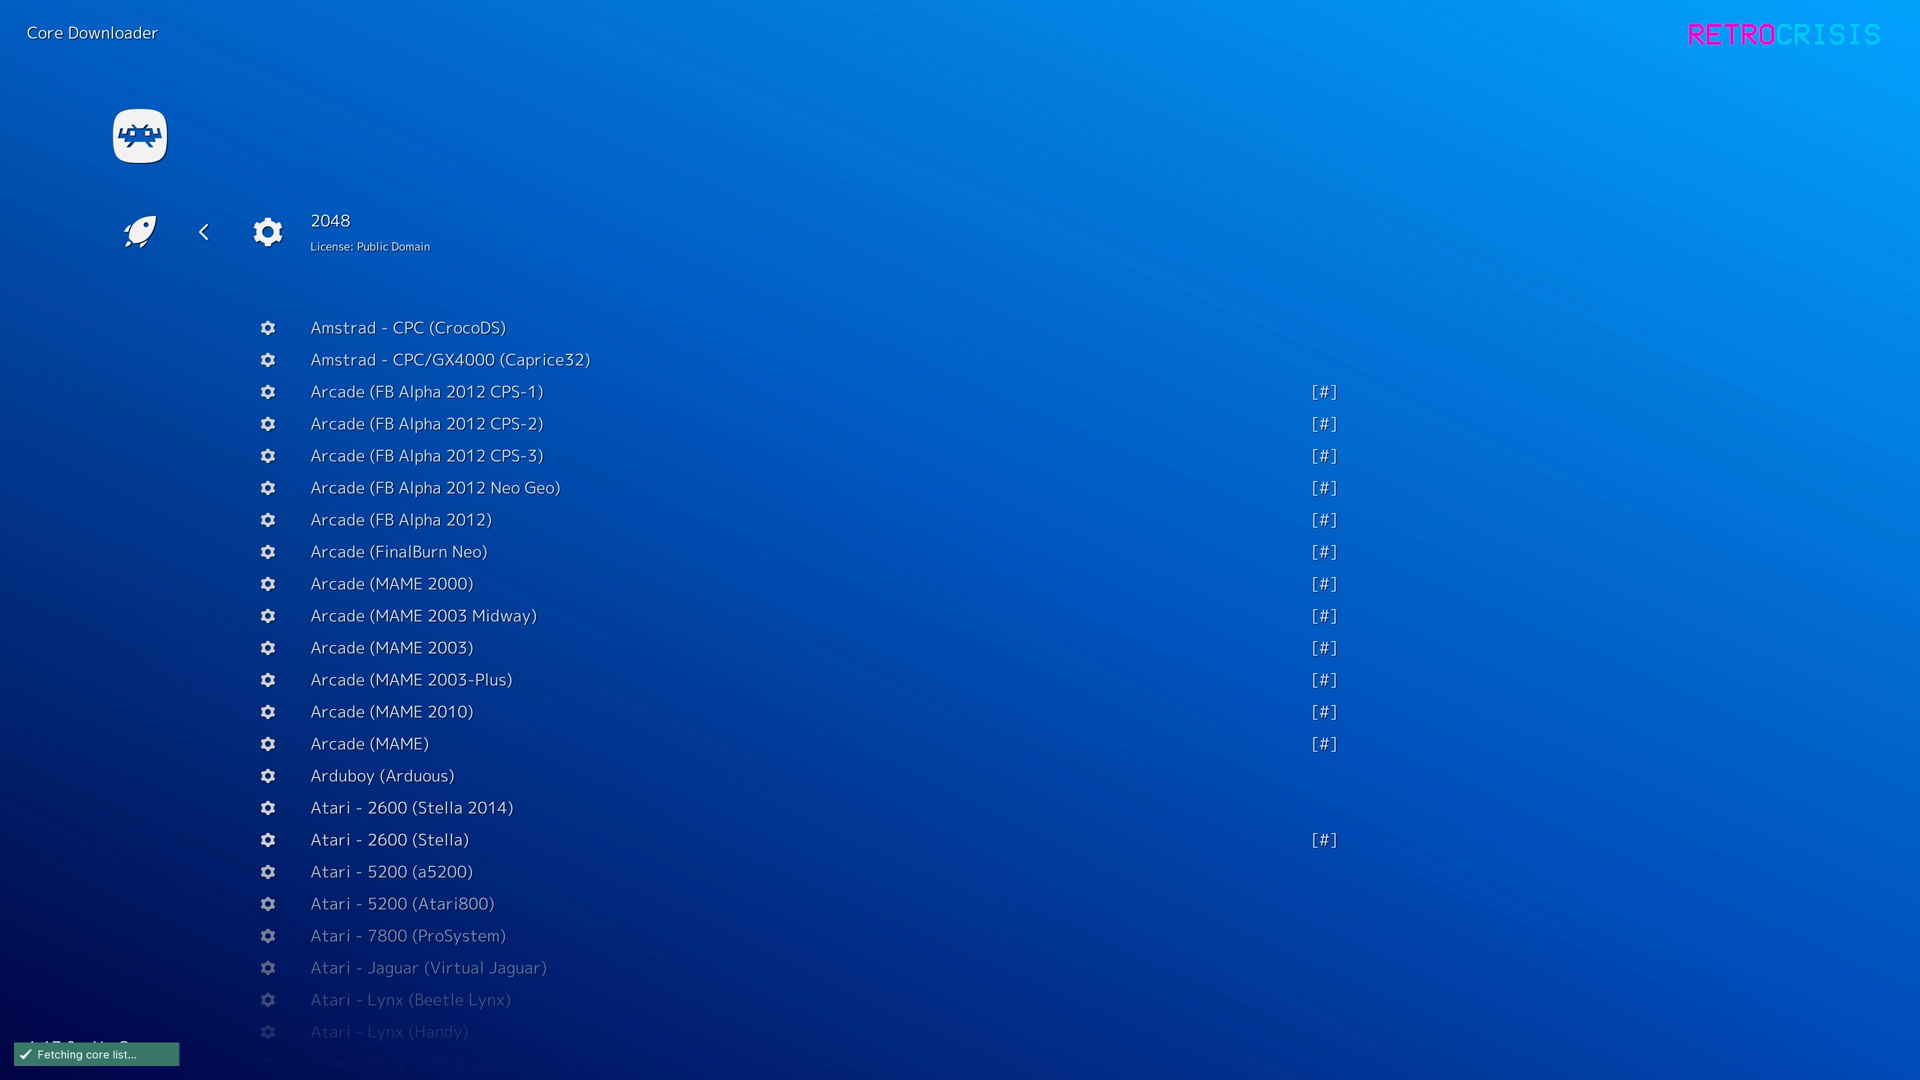 Core Downloader
RETROCRISIS
2048
License: Public Domain
Amstrad - CPC (CrocoDS)
Amstrad - CPC/GX4000 (Caprice32)
Arcade (FB Alpha 2012 CPS-1) [#]
Arcade (FB Alpha 2012 CPS-2) [#]
Arcade (FB Alpha 2012 CPS-3) [#]
Arcade (FB Alpha 2012 Neo Geo) [#]
Arcade (FB Alpha 2012) [#]
Arcade (FinalBurn Neo) [#]
Arcade (MAME 2000) [#]
Arcade (MAME 2003 Midway) [#]
Arcade (MAME 2003) [#]
Arcade (MAME 2003-Plus) [#]
Arcade (MAME 2010) [#]
Arcade (MAME) [#]
Arduboy (Arduous)
Atari - 2600 (Stella 2014)
Atari - 2600 (Stella) [#]
Atari - 5200 (a5200)
Atari - 5200 (Atari800)
Atari - 7800 (ProSystem)
Atari - Jaguar (Virtual Jaguar)
Atari - Lynx (Beetle Lynx)
Atari - Lynx (Handy)
Fetching core list...